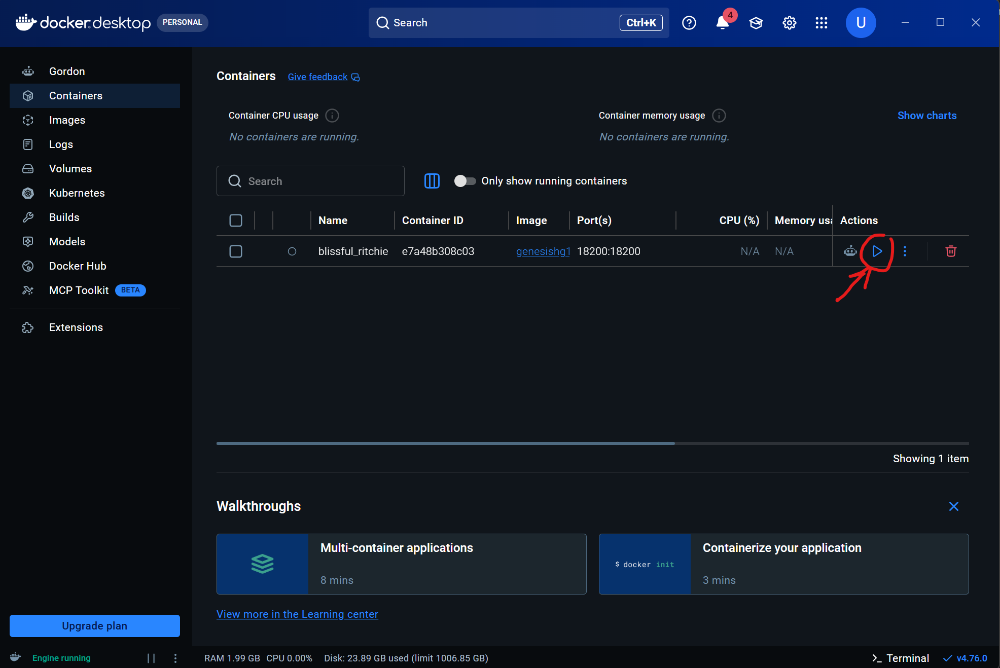 docker desktop PERSONAL
Search Ctrl+K
4
U
Gordon
Containers
Images
Logs
Volumes
Kubernetes
Builds
Models
Docker Hub
MCP Toolkit BETA
Extensions
Upgrade plan
Containers Give feedback
Container CPU usage
No containers are running.
Container memory usage
No containers are running.
Show charts
Search
Only show running containers
Name Container ID Image Port(s) CPU (%) Memory usa Actions
blissful_ritchie e7a48b308c03 genesishg1 18200:18200 N/A N/A
Showing 1 item
Walkthroughs
Multi-container applications
8 mins
$ docker init
Containerize your application
3 mins
View more in the Learning center
Engine running
RAM 1.99 GB CPU 0.00% Disk: 23.89 GB used (limit 1006.85 GB)
Terminal
v4.76.0